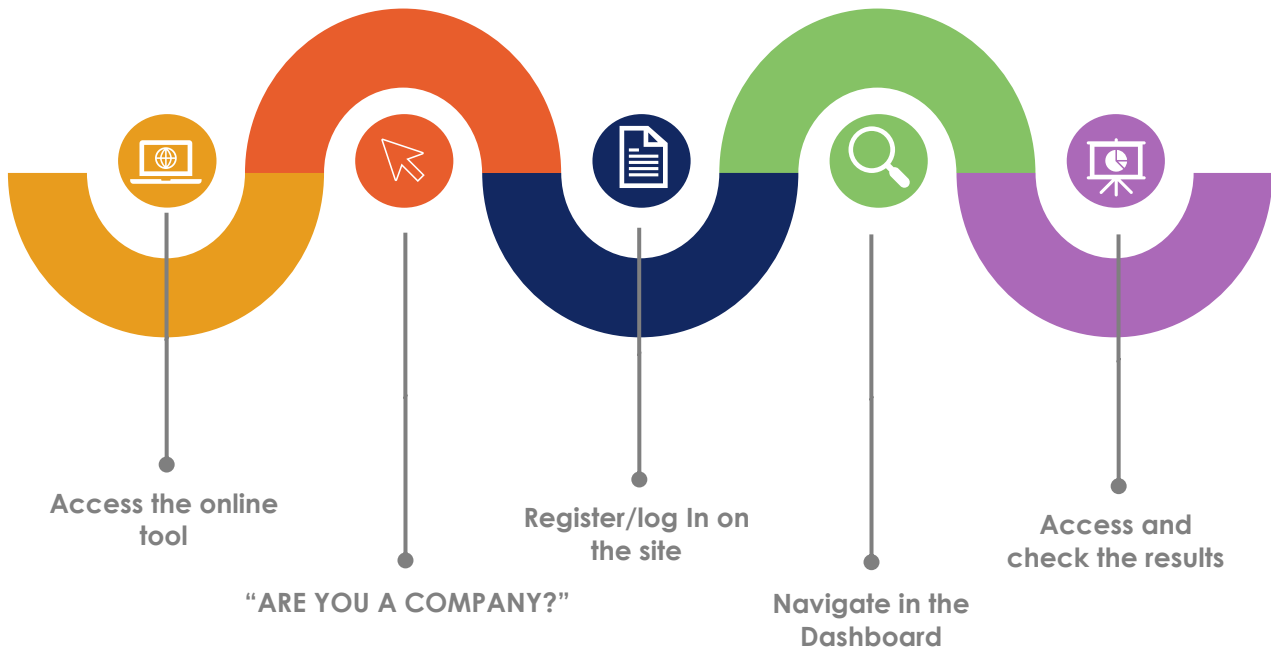 Access the online
tool
“ARE YOU A COMPANY?”
Register/log In on
the site
Navigate in the
Dashboard
Access and
check the results